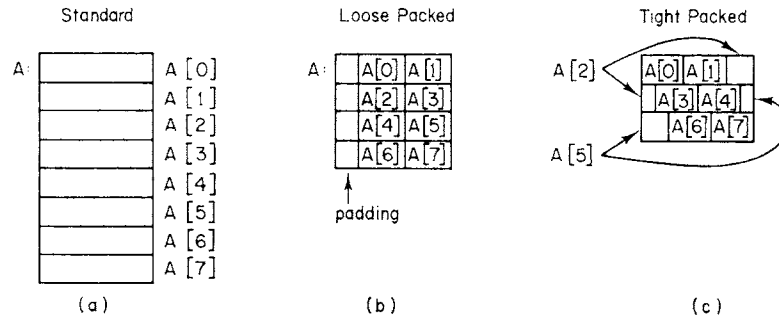 Standard
A:
A [0]
A [1]
A [2]
A [3]
A [4]
A [5]
A [6]
A [7]
(a)
Loose Packed
A:
A[0] A[1]
A[2] A[3]
A[4] A[5]
A[6] A[7]
padding
(b)
Tight Packed
A[2]
A[0] A[1]
A[3] A[4]
A[6] A[7]
A[5]
(c)